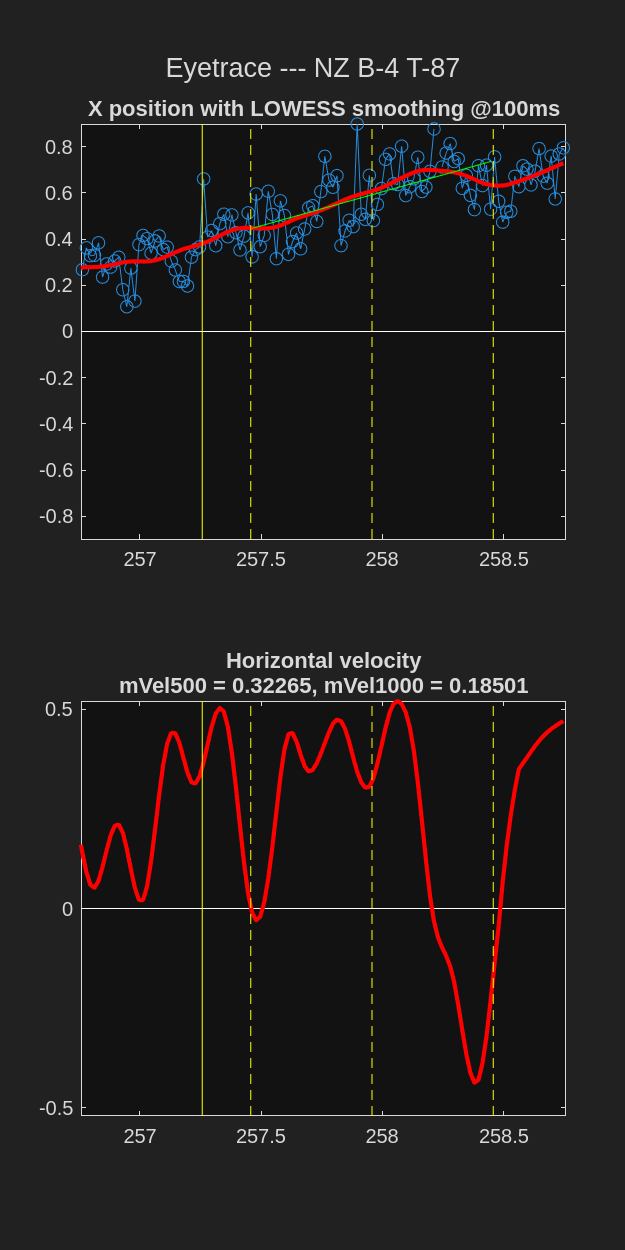 Eyetrace --- NZ B-4 T-87
X position with LOWESS smoothing @100ms
0.8
0.6
0.4
0.2
0
-0.2
-0.4
-0.6
-0.8
257 257.5 258 258.5
Horizontal velocity
mVel500 = 0.32265, mVel1000 = 0.18501
0.5
0
-0.5
257 257.5 258 258.5